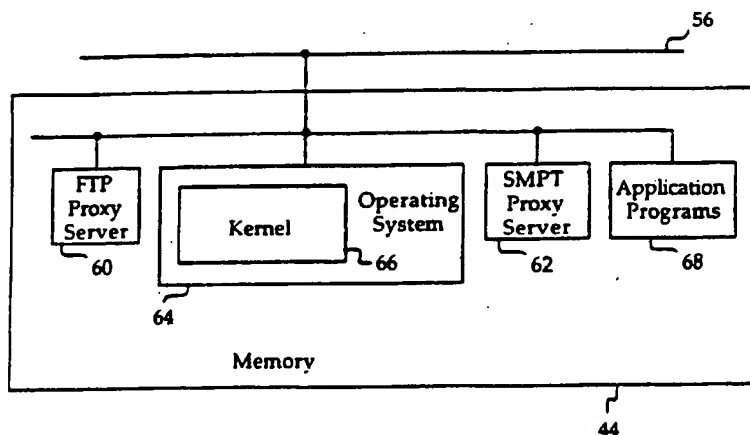 56
FTP
Proxy
Server
60
Kernel
Operating
System
66
64
SMPT
Proxy
Server
62
Application
Programs
68
Memory
44